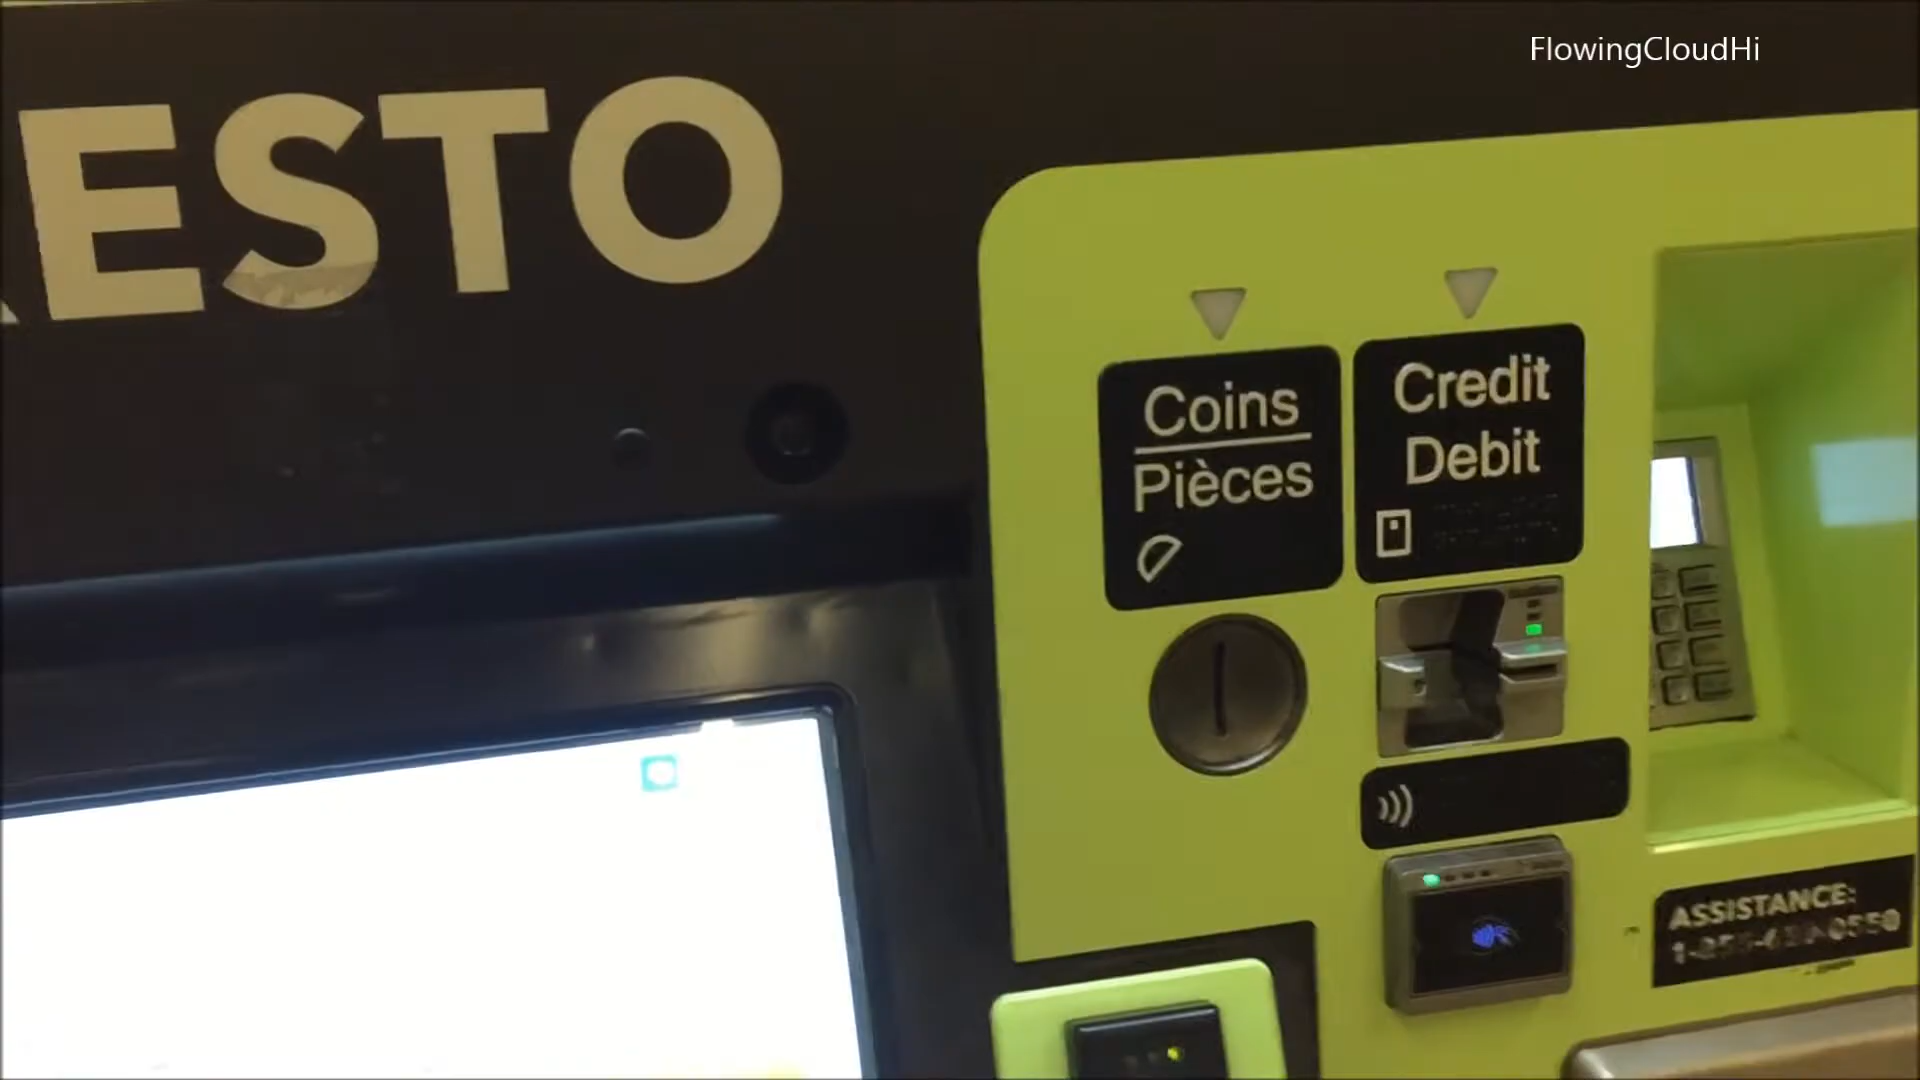 FlowingCloudHi
ESTO
Coins
Pièces
Credit
Debit
ASSISTANCE: